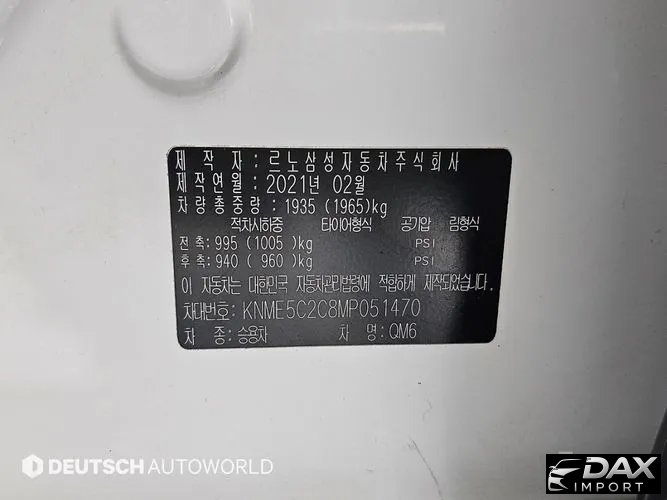 제 작 자 : 르노삼성자동차주식회사
제작연월 : 2021년 02월
차량총중량 : 1935 (1965)kg
적차시하중 타이어형식 공기압 림형식
전 축: 995 (1005)kg PSI
후 축: 940 ( 960)kg PSI
이 자동차는 대한민국 자동차관리법령에 적합하게 제작되었습니다.
차대번호: KNME5C2C8MP051470
차 종: 승용차 차 명: QM6
DEUTSCH AUTOWORLD
DAX
IMPORT